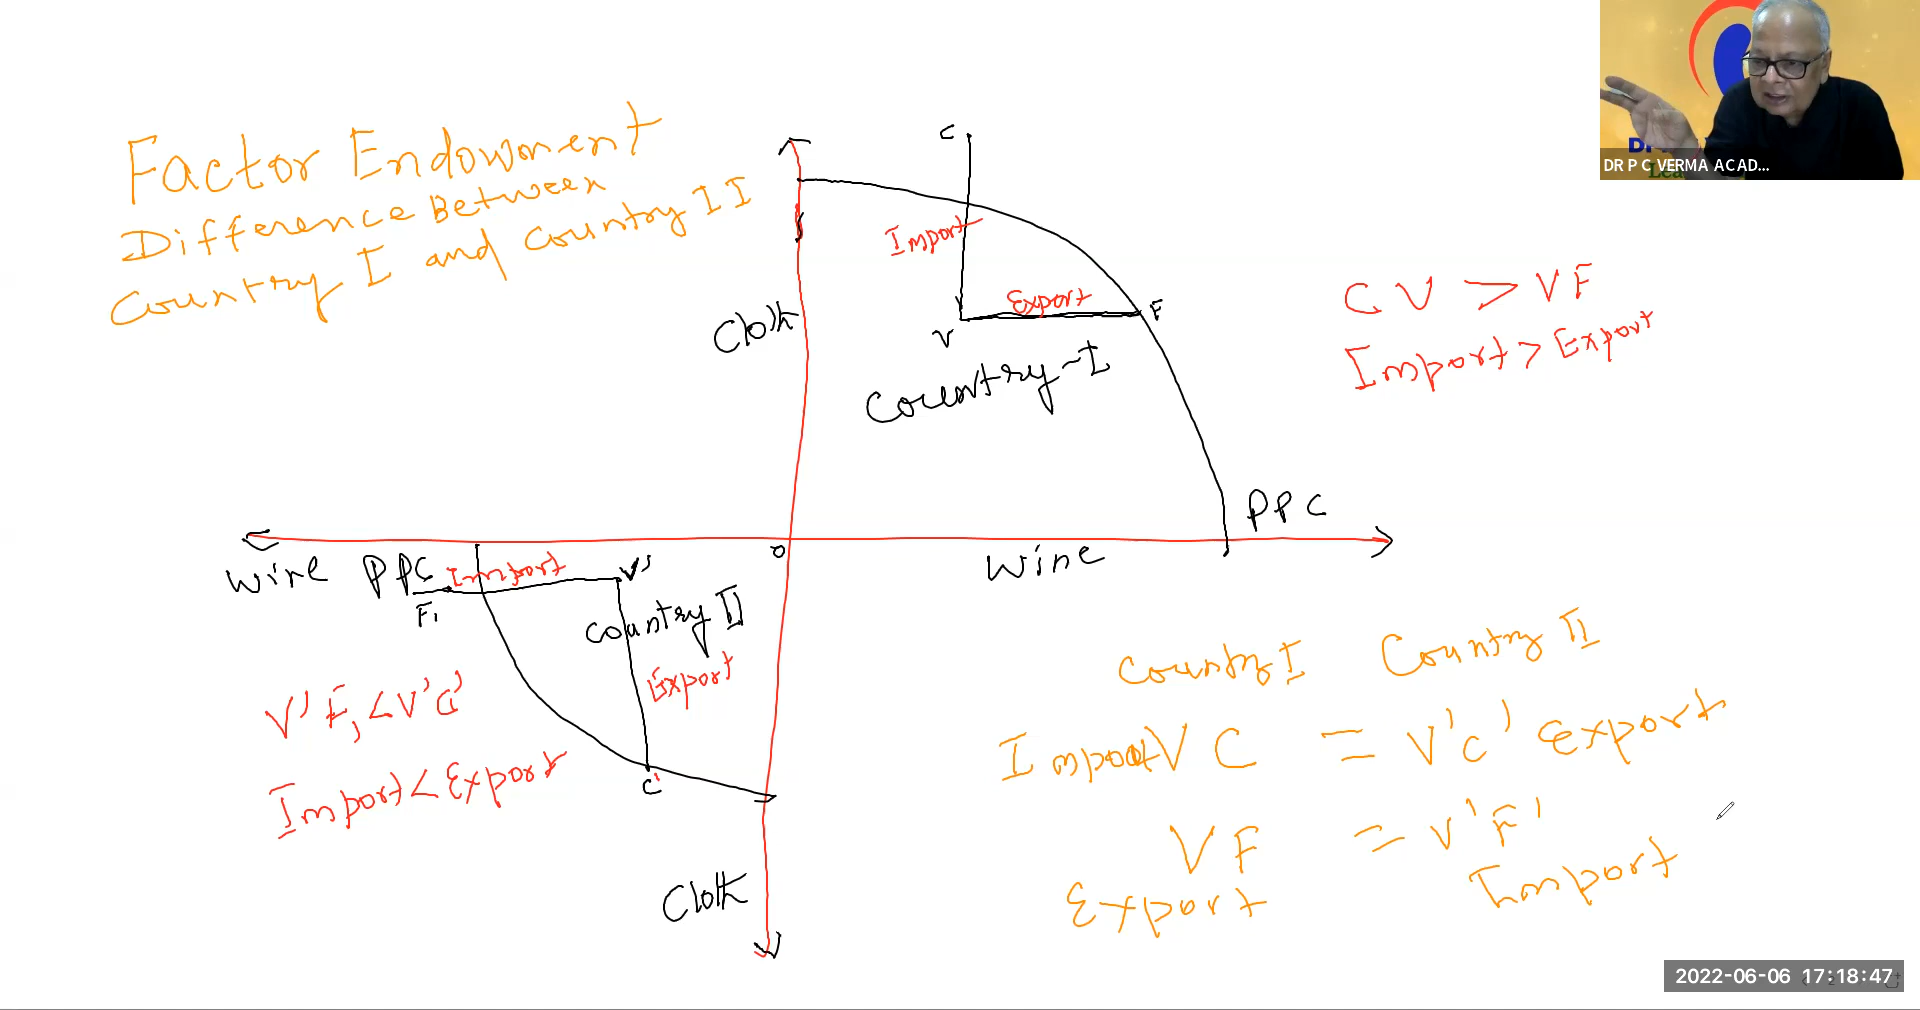 Factor Endowment
Difference Between
Country I and Country II
Cloth
C
Import
Export
V
F
Country-I
CV > VF
Import > Export
PPC
Wine
O
Wine
PPC
Import
V'
F₁
Country II
Export
C'
V'F₁ < V'C'
Import < Export
Cloth
Country I Country II
Import VC = V'C' Export
VF = V'F'
Export Import
DR P C VERMA ACAD...
2022-06-06 17:18:47